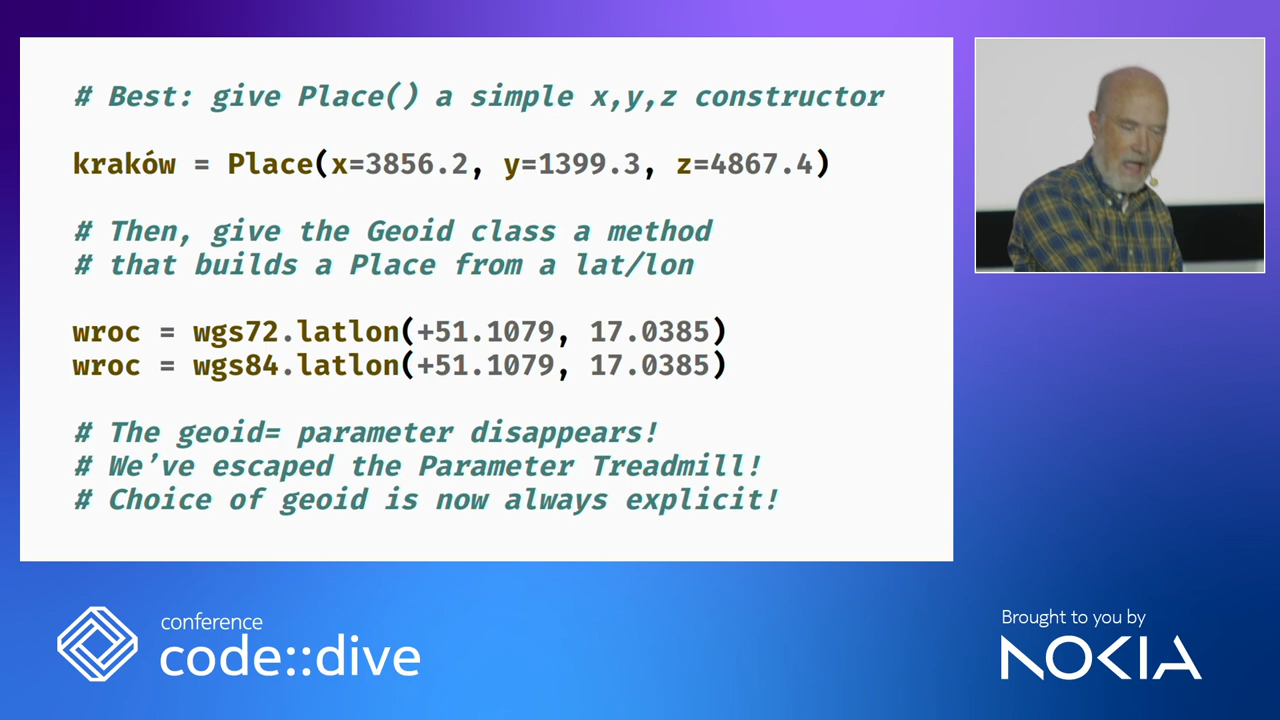 # Best: give Place() a simple x,y,z constructor
kraków = Place(x=3856.2, y=1399.3, z=4867.4)
# Then, give the Geoid class a method
# that builds a Place from a lat/lon
wroc = wgs72.latlon(+51.1079, 17.0385)
wroc = wgs84.latlon(+51.1079, 17.0385)
# The geoid= parameter disappears!
# We’ve escaped the Parameter Treadmill!
# Choice of geoid is now always explicit!
conference
code::dive
Brought to you by
NOKIA